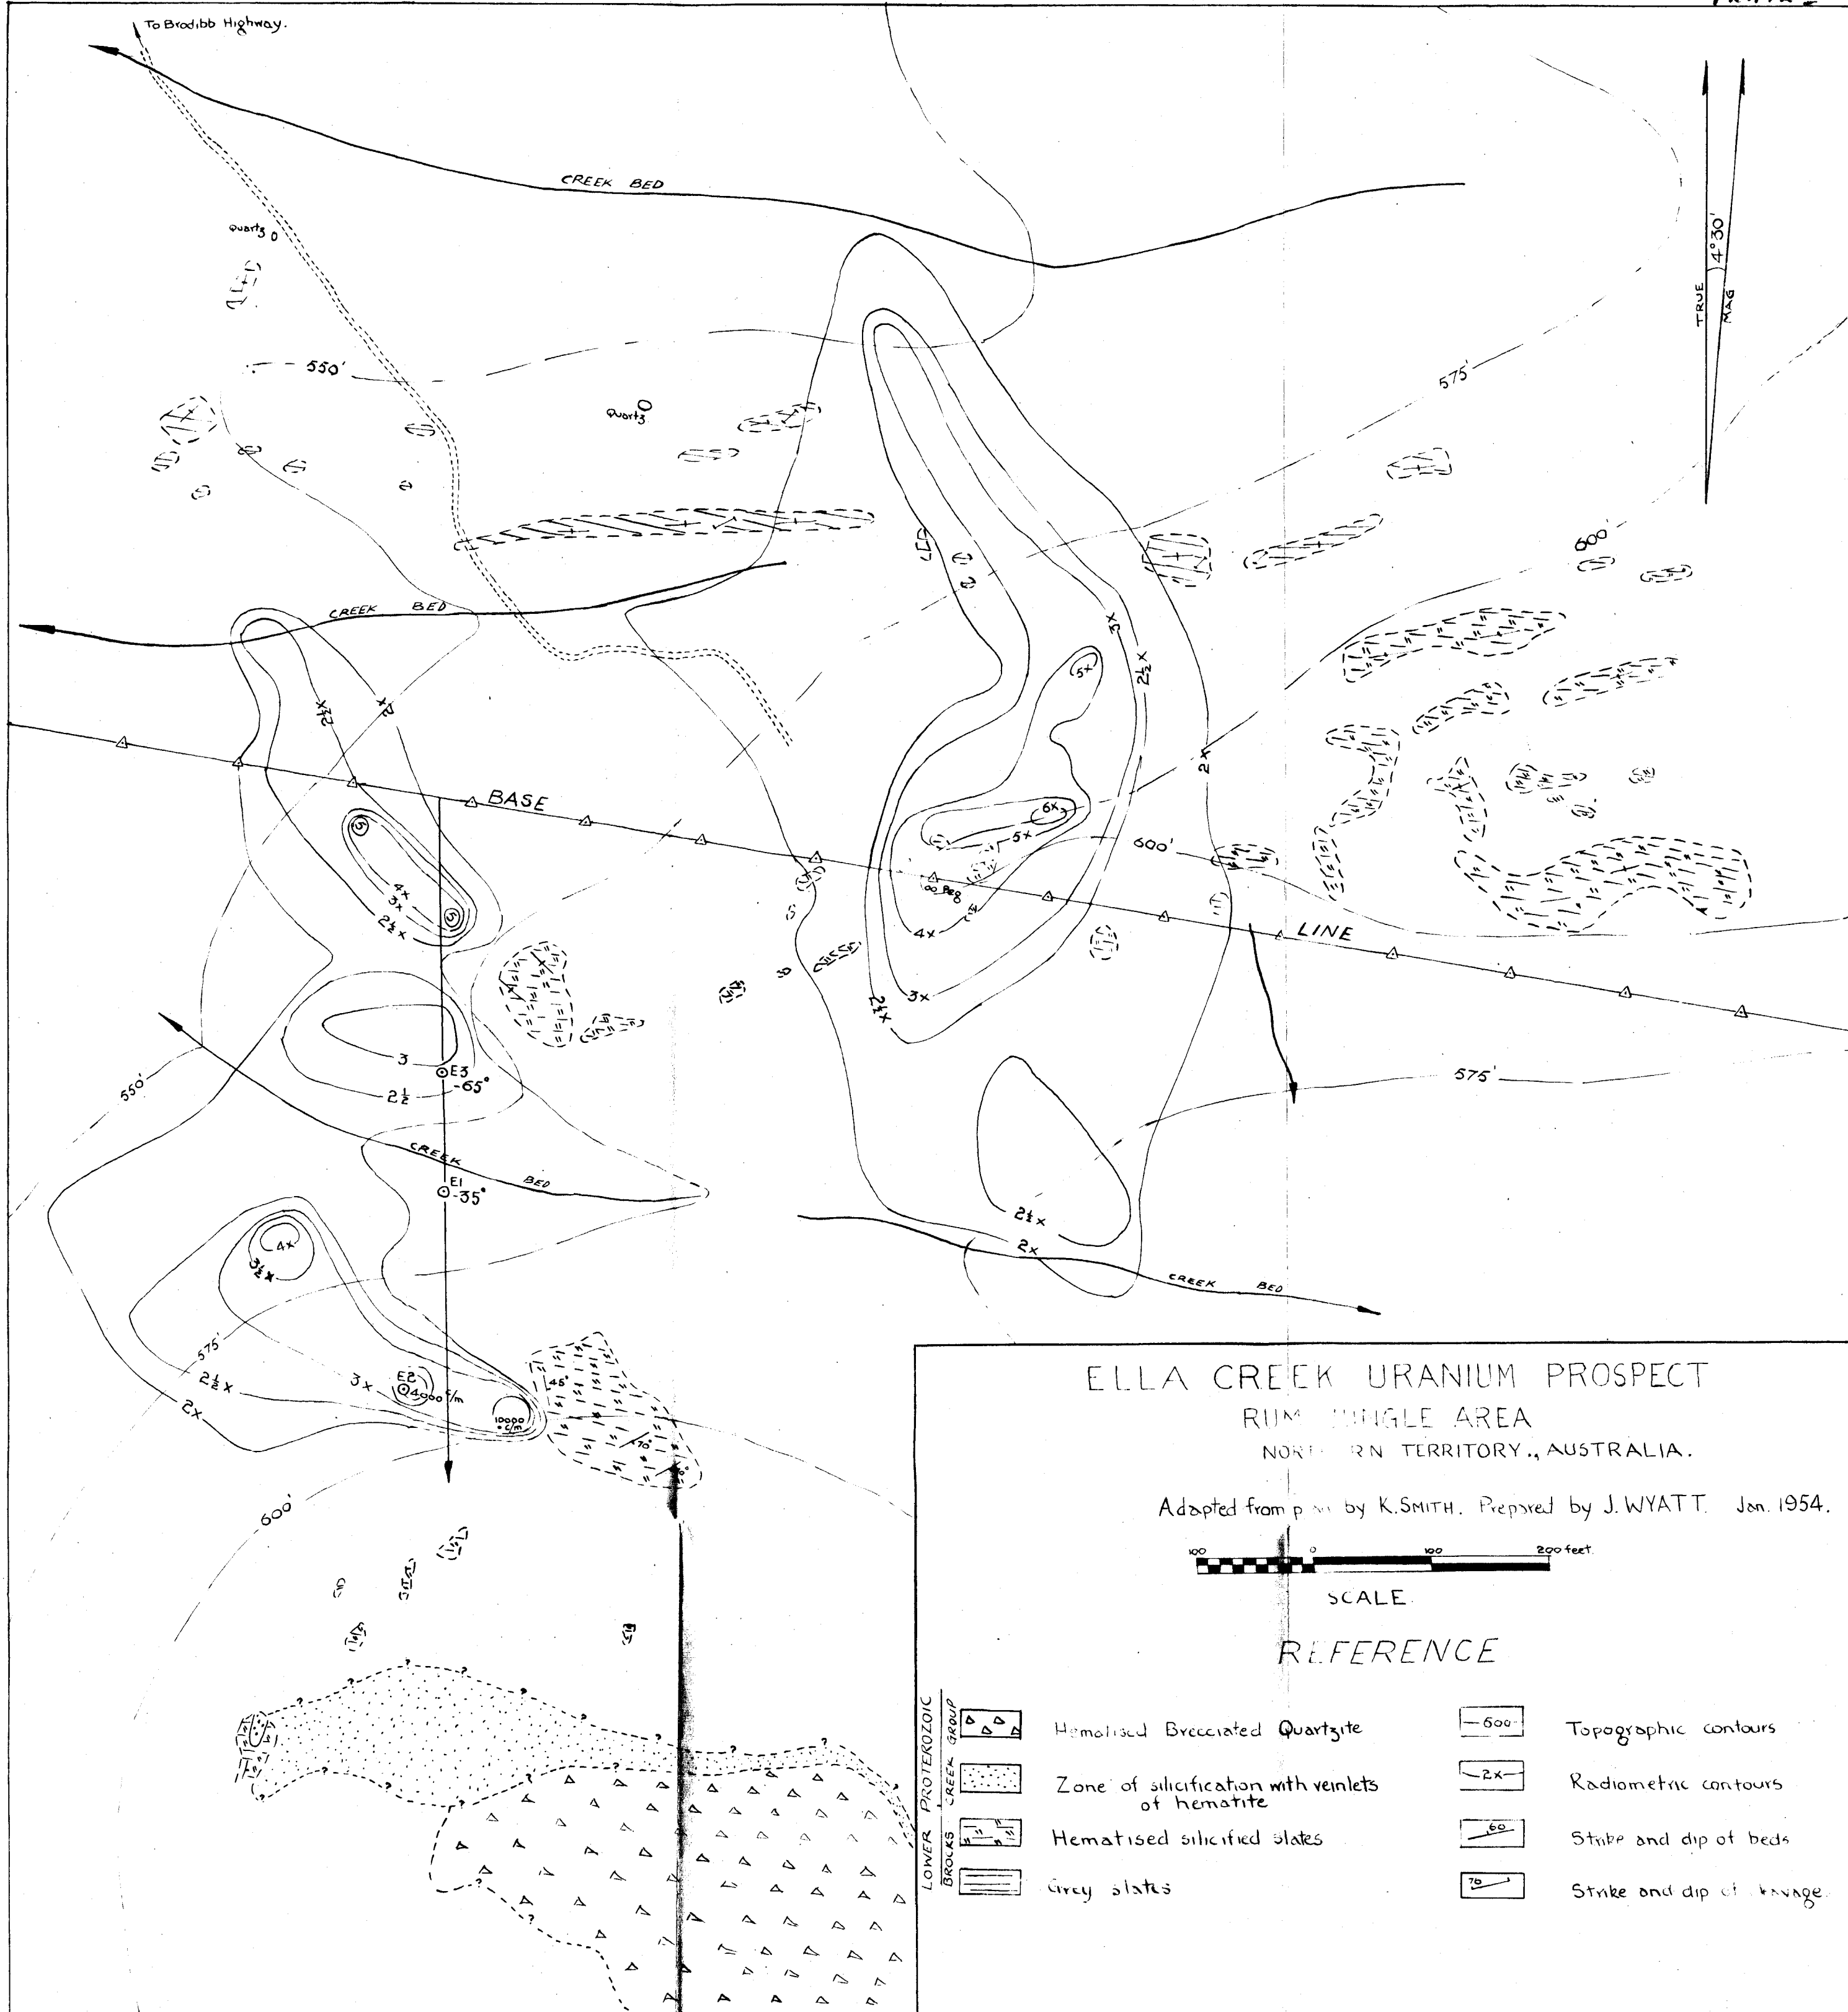 To Brodibb Highway.
CREEK BED
TRUE
4°30'
MAG
Quartz
550'
Quartz
575'
600'
CREEK BED
3x
2½x
5x
2½x
2x
2x
BASE
6x
5x
600'
5
4x
3x
2½x
5
00 Peg
4x
LINE
3x
2½x
3
E3
-65°
2½
550'
575'
CREEK BED
E1
-35°
2½x
2x
CREEK BED
4x
3½x
575'
2½x
3x
2x
E2
4000 c/m
10000
c/m
45°
70°
600'
ELLA CREEK URANIUM PROSPECT
RUM JUNGLE AREA
TERRITORY., AUSTRALIA.
Adapted from by K.SMITH. Prepared by J. WYATT. Jan. 1954.
100 0 100 200 feet.
SCALE.
REFERENCE
LOWER PROTEROZOIC
BROCKS CREEK GROUP
Hematised Brecciated Quartzite
Zone of silicification with veinlets
of hematite
Hematised silicified slates
Grey slates
600
Topographic contours
2x
Radiometric contours
60
Strike and dip of beds
70
Strike and dip of